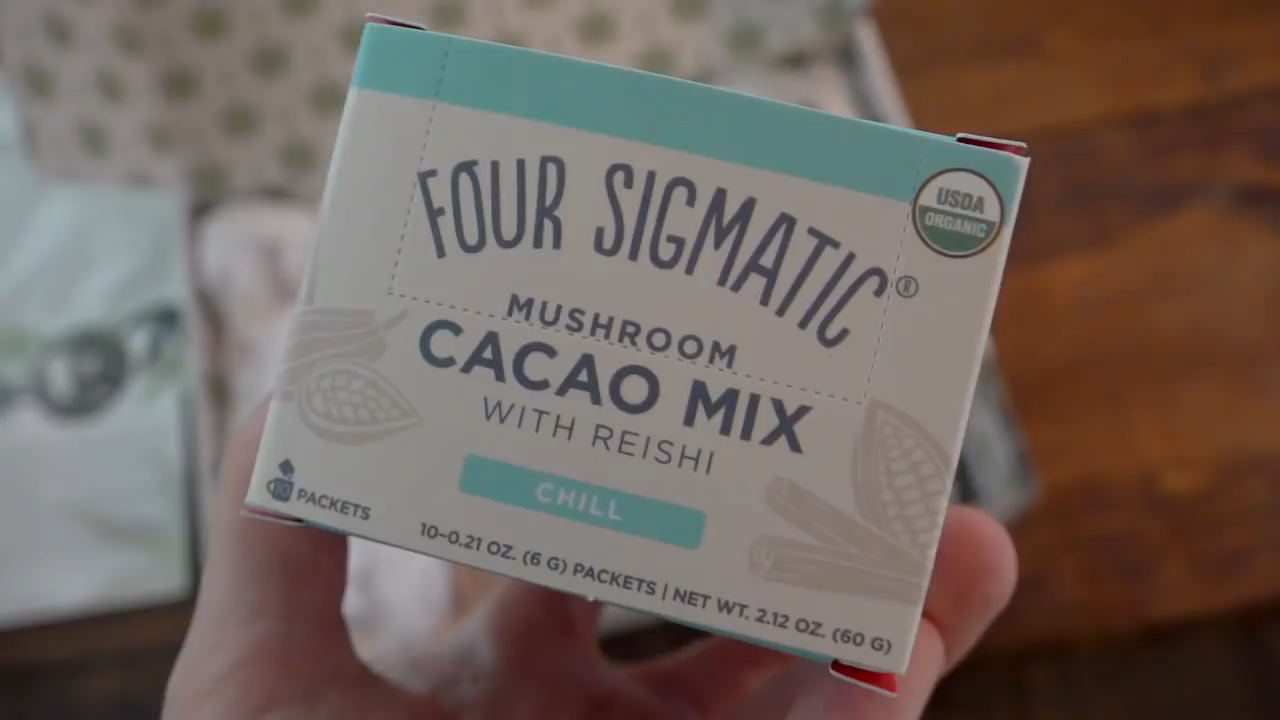 FOUR SIGMATIC®
USDA
ORGANIC
MUSHROOM
CACAO MIX
WITH REISHI
CHILL
10 PACKETS
10-0.21 OZ. (6 G) PACKETS | NET WT. 2.12 OZ. (60 G)